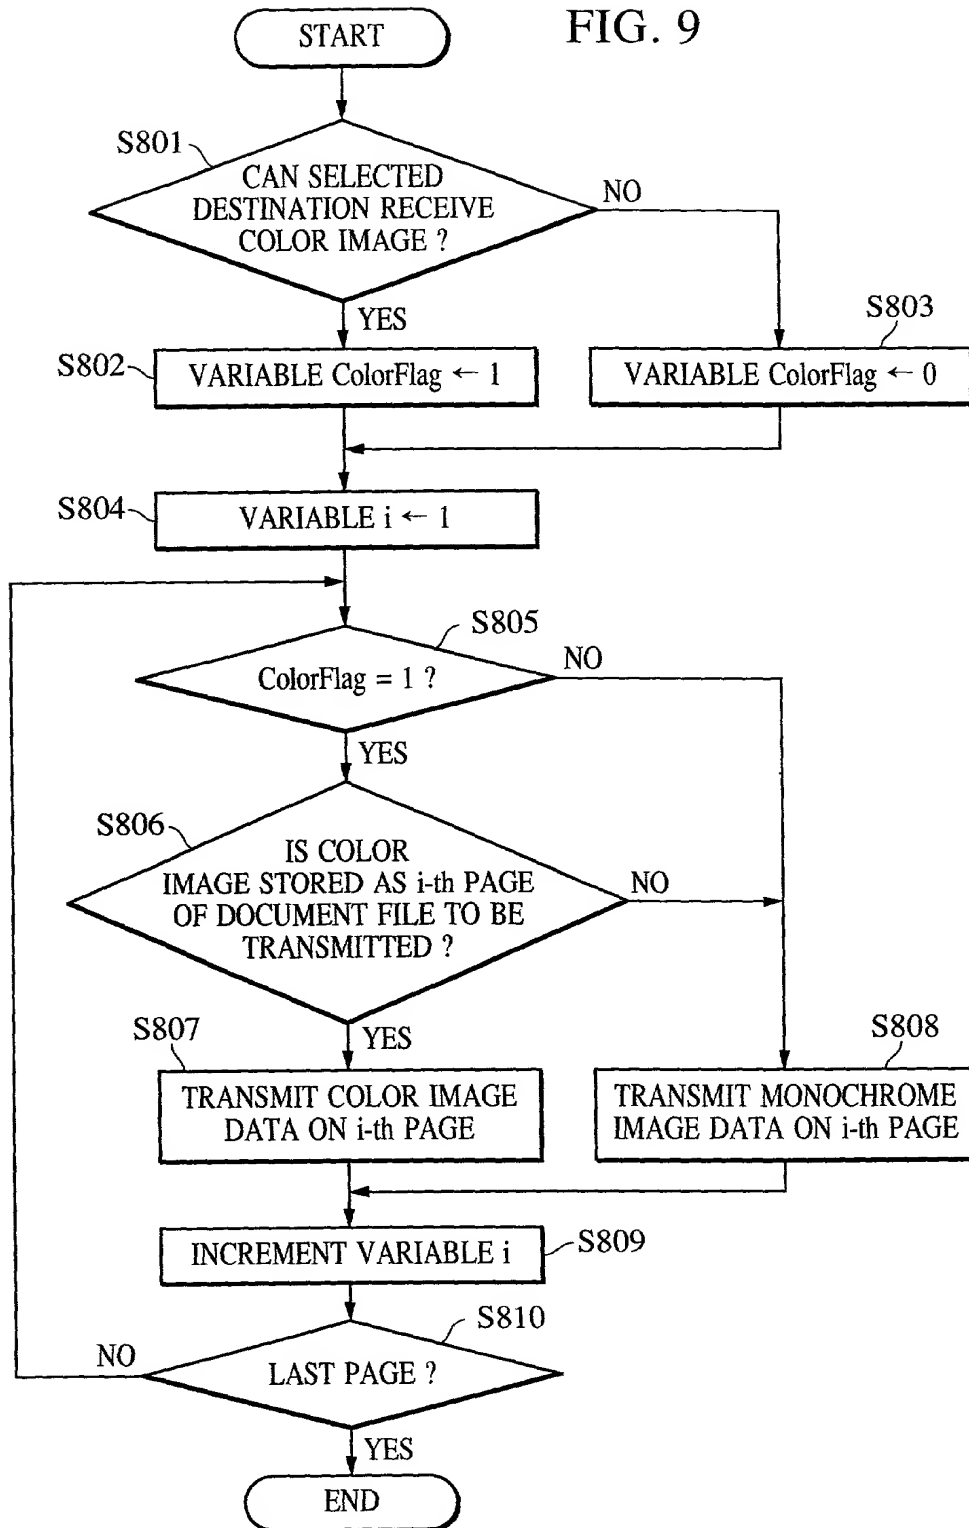 START
FIG. 9
S801
CAN SELECTED
DESTINATION RECEIVE
COLOR IMAGE ?
NO
YES
S802
VARIABLE ColorFlag ← 1
S803
VARIABLE ColorFlag ← 0
S804
VARIABLE i ← 1
S805
ColorFlag = 1 ?
NO
YES
S806
IS COLOR
IMAGE STORED AS i-th PAGE
OF DOCUMENT FILE TO BE
TRANSMITTED ?
NO
YES
S807
TRANSMIT COLOR IMAGE
DATA ON i-th PAGE
S808
TRANSMIT MONOCHROME
IMAGE DATA ON i-th PAGE
INCREMENT VARIABLE i
S809
S810
LAST PAGE ?
NO
YES
END